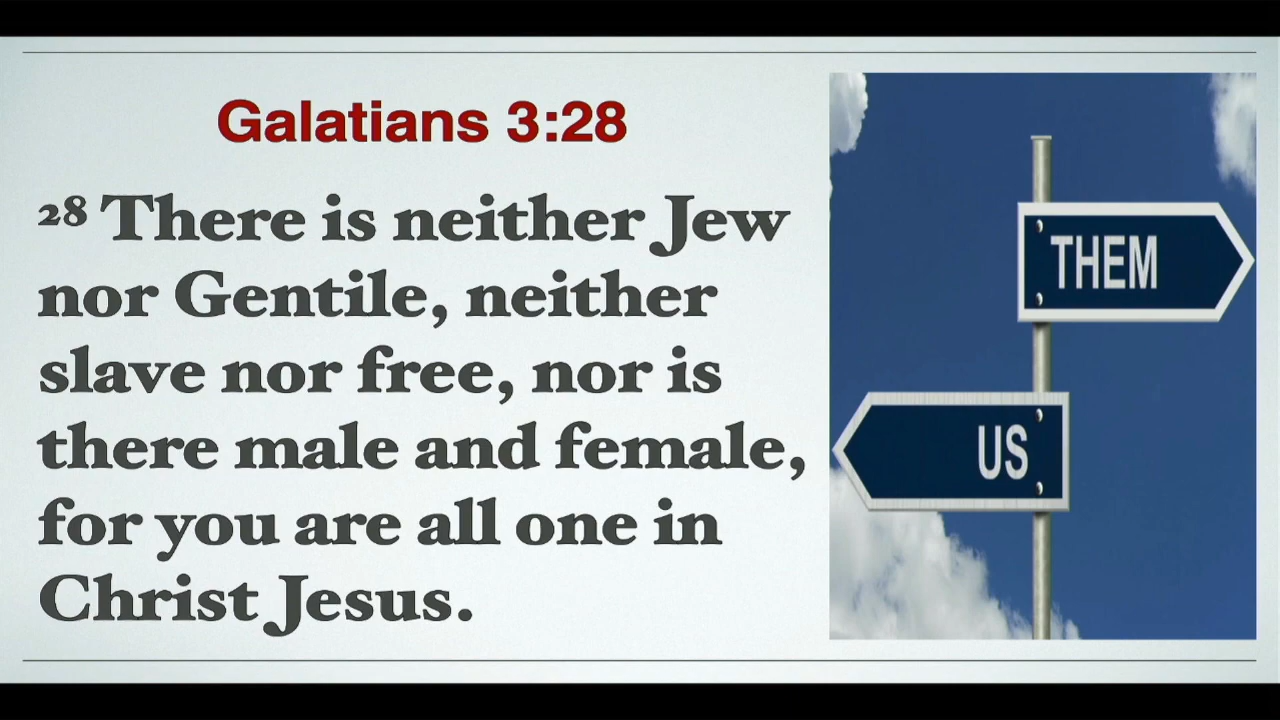 Galatians 3:28
28 There is neither Jew
nor Gentile, neither
slave nor free, nor is
there male and female,
for you are all one in
Christ Jesus.
THEM
US